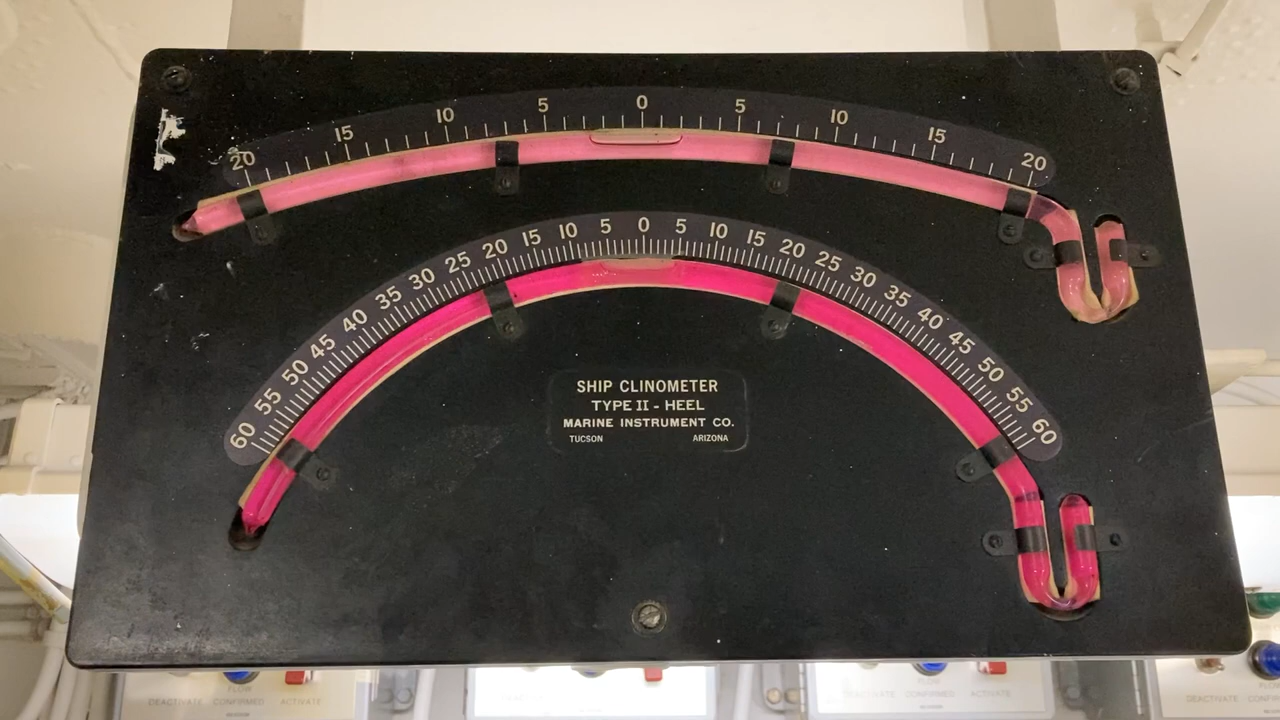 20 15 10 5 0 5 10 15 20
60 55 50 45 40 35 30 25 20 15 10 5 0 5 10 15 20 25 30 35 40 45 50 55 60
SHIP CLINOMETER
TYPE II - HEEL
MARINE INSTRUMENT CO.
TUCSON ARIZONA
FLOW FLOW FLOW
DEACTIVATE CONFIRMED ACTIVATE DEACTIVATE CONFIRMED ACTIVATE DEACTIVATE CONFIRMED